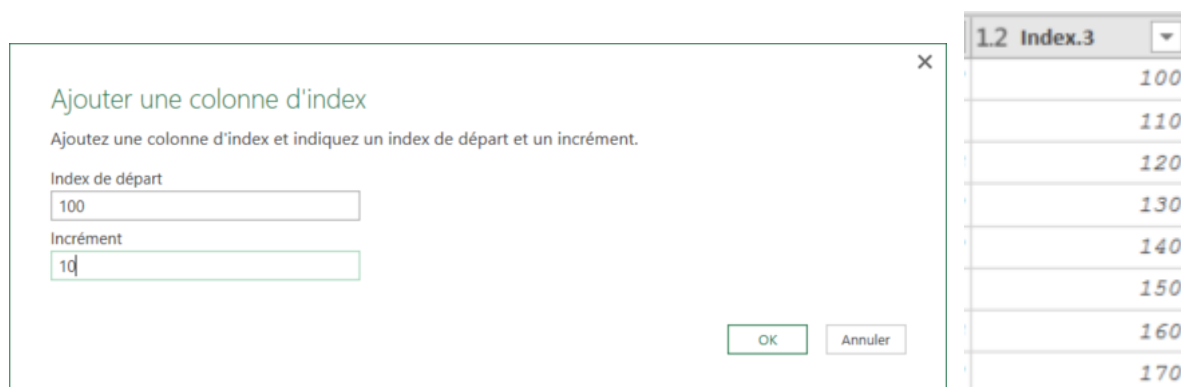 Ajouter une colonne d'index
Ajoutez une colonne d'index et indiquez un index de départ et un incrément.
Index de départ
100
Incrément
10
OK Annuler
1.2 Index.3
100
110
120
130
140
150
160
170